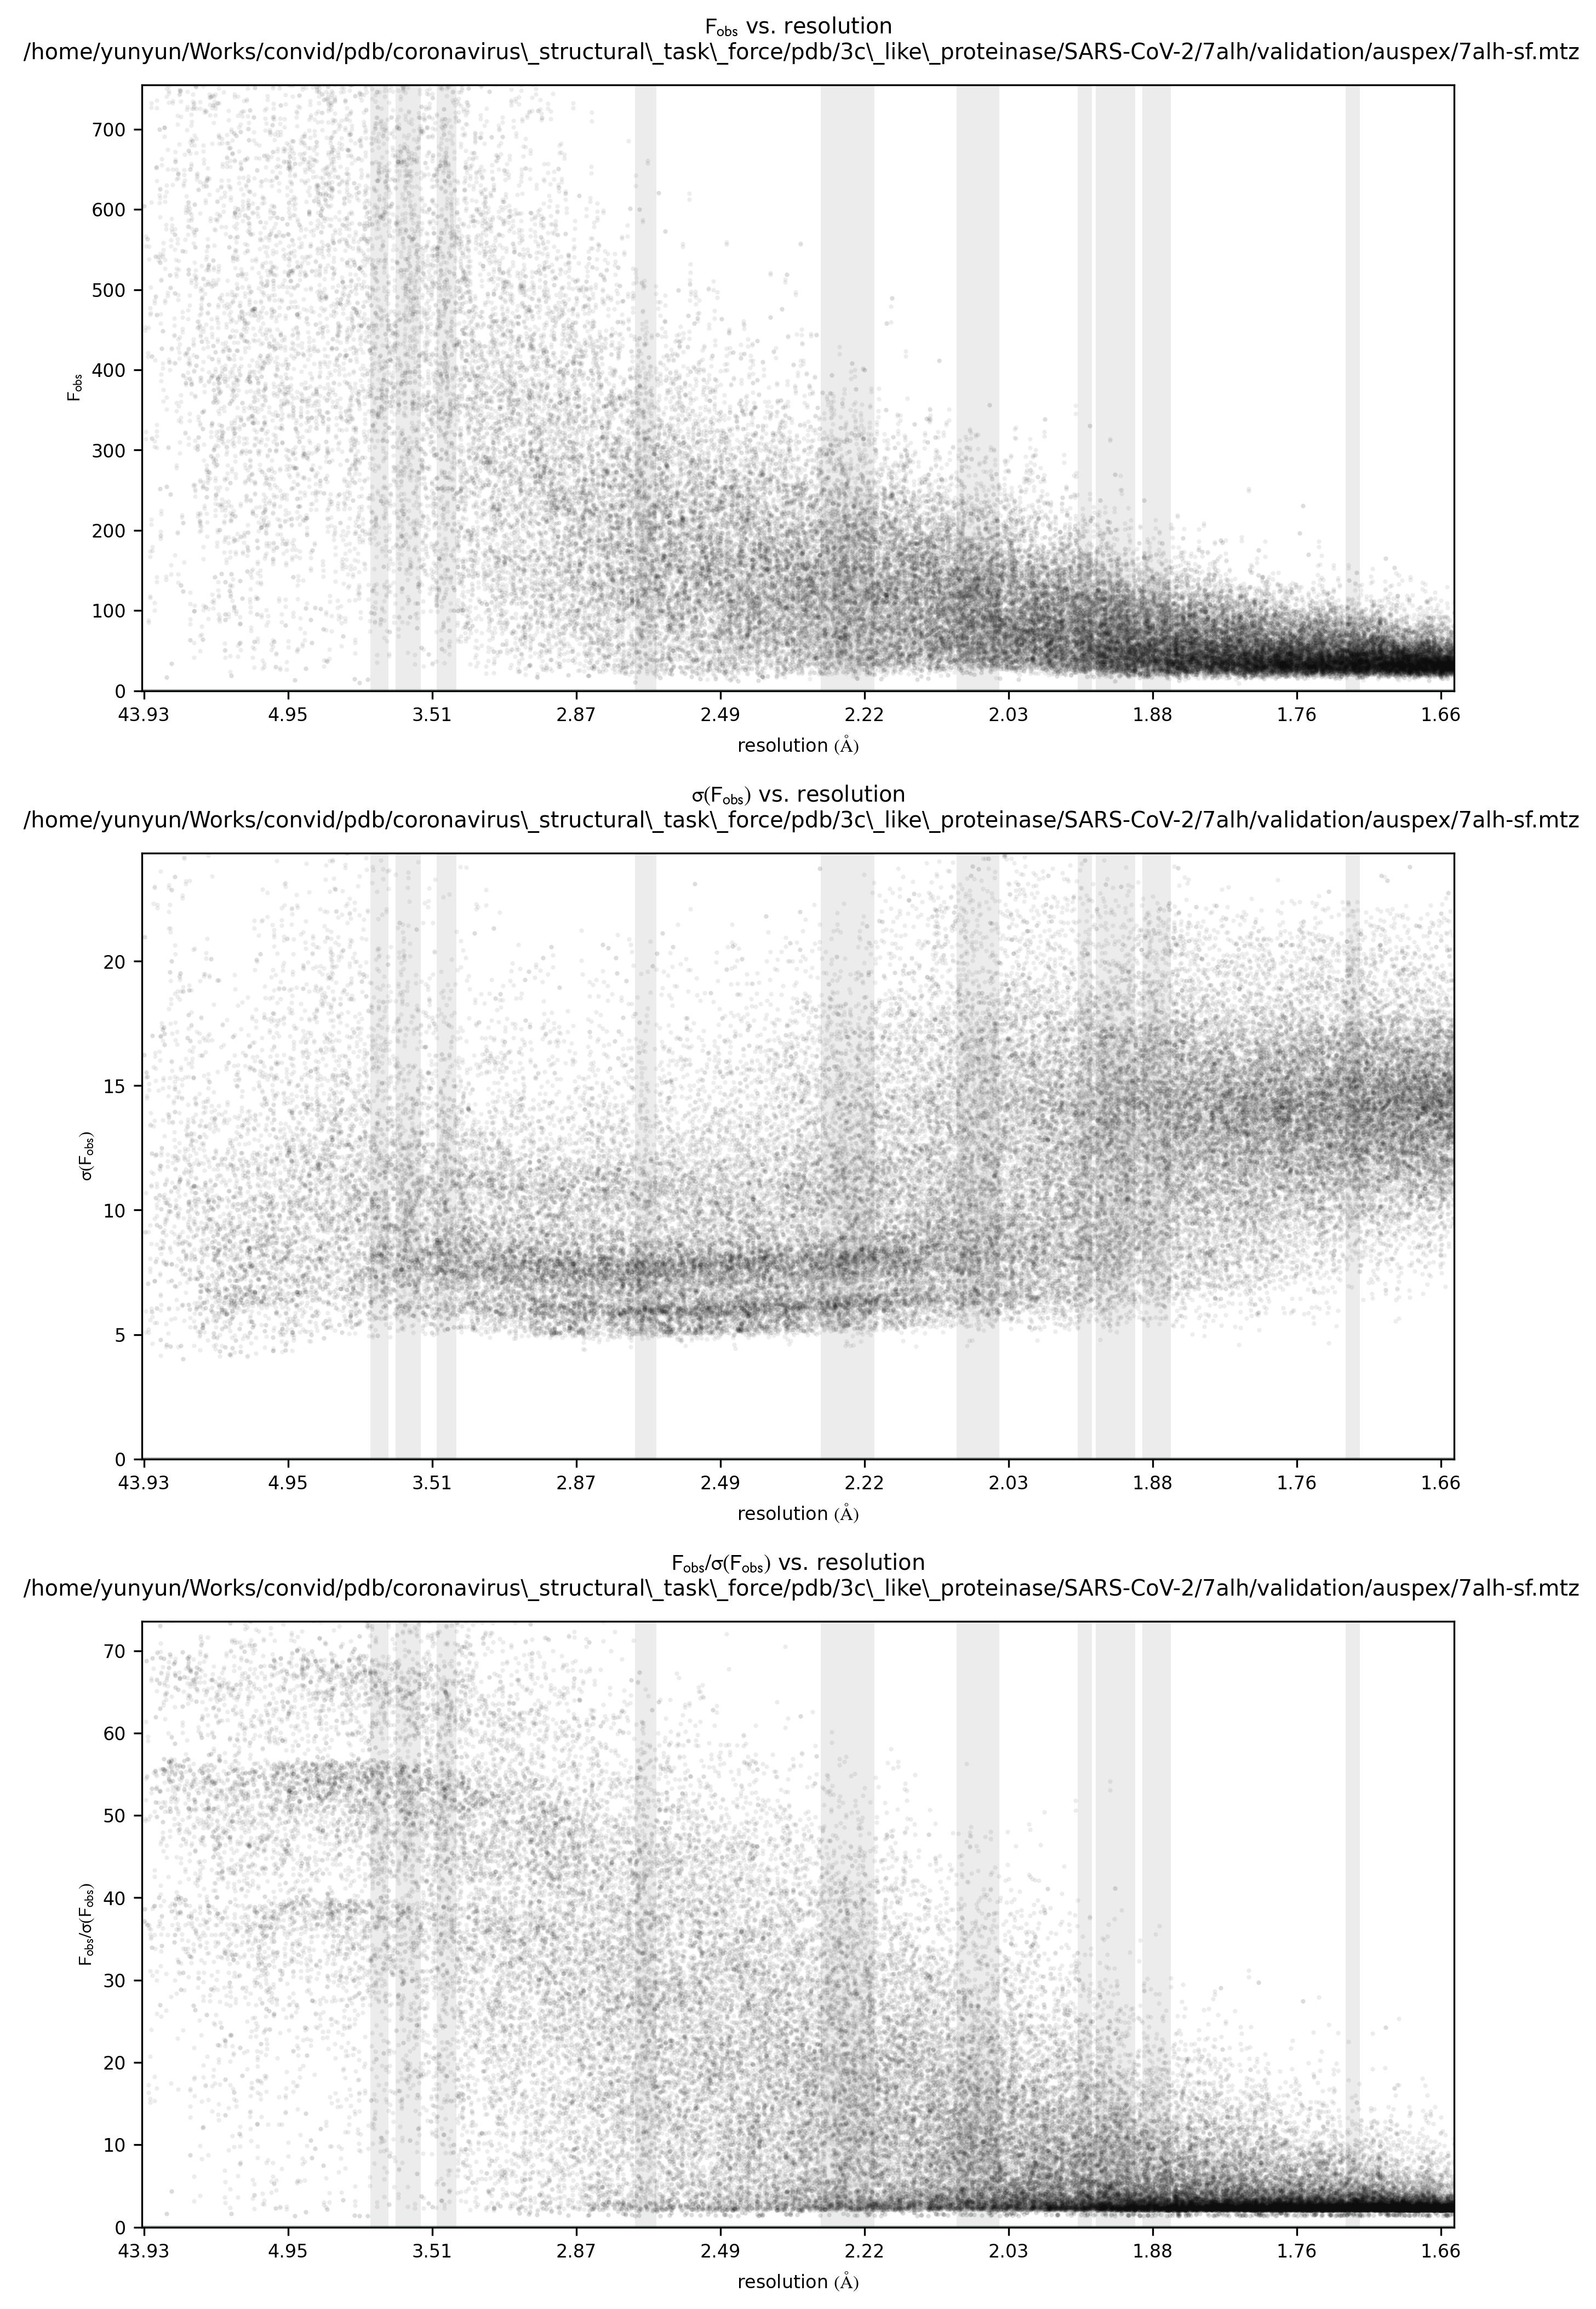 Fobs vs. resolution
/home/yunyun/Works/convid/pdb/coronavirus\_structural\_task\_force/pdb/3c\_like\_proteinase/SARS-CoV-2/7alh/validation/auspex/7alh-sf.mtz
700
600
500
400
300
200
100
0
Fobs
43.93 4.95 3.51 2.87 2.49 2.22 2.03 1.88 1.76 1.66
resolution (Å)
σ(Fobs) vs. resolution
/home/yunyun/Works/convid/pdb/coronavirus\_structural\_task\_force/pdb/3c\_like\_proteinase/SARS-CoV-2/7alh/validation/auspex/7alh-sf.mtz
20
15
10
5
0
σ(Fobs)
43.93 4.95 3.51 2.87 2.49 2.22 2.03 1.88 1.76 1.66
resolution (Å)
Fobs/σ(Fobs) vs. resolution
/home/yunyun/Works/convid/pdb/coronavirus\_structural\_task\_force/pdb/3c\_like\_proteinase/SARS-CoV-2/7alh/validation/auspex/7alh-sf.mtz
70
60
50
40
30
20
10
0
Fobs/σ(Fobs)
43.93 4.95 3.51 2.87 2.49 2.22 2.03 1.88 1.76 1.66
resolution (Å)